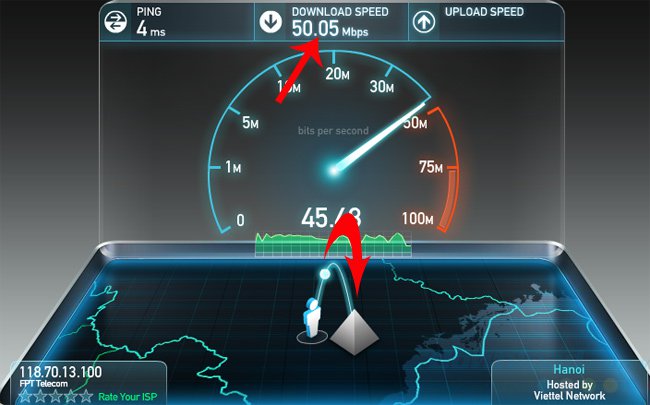 PING
4 ms
DOWNLOAD SPEED
50.05 Mbps
UPLOAD SPEED
0
1M
5M
10M
20M
30M
50M
75M
100M
bits per second
45.43
118.70.13.100
FPT Telecom
Rate Your ISP
Hanoi
Hosted by
Viettel Network